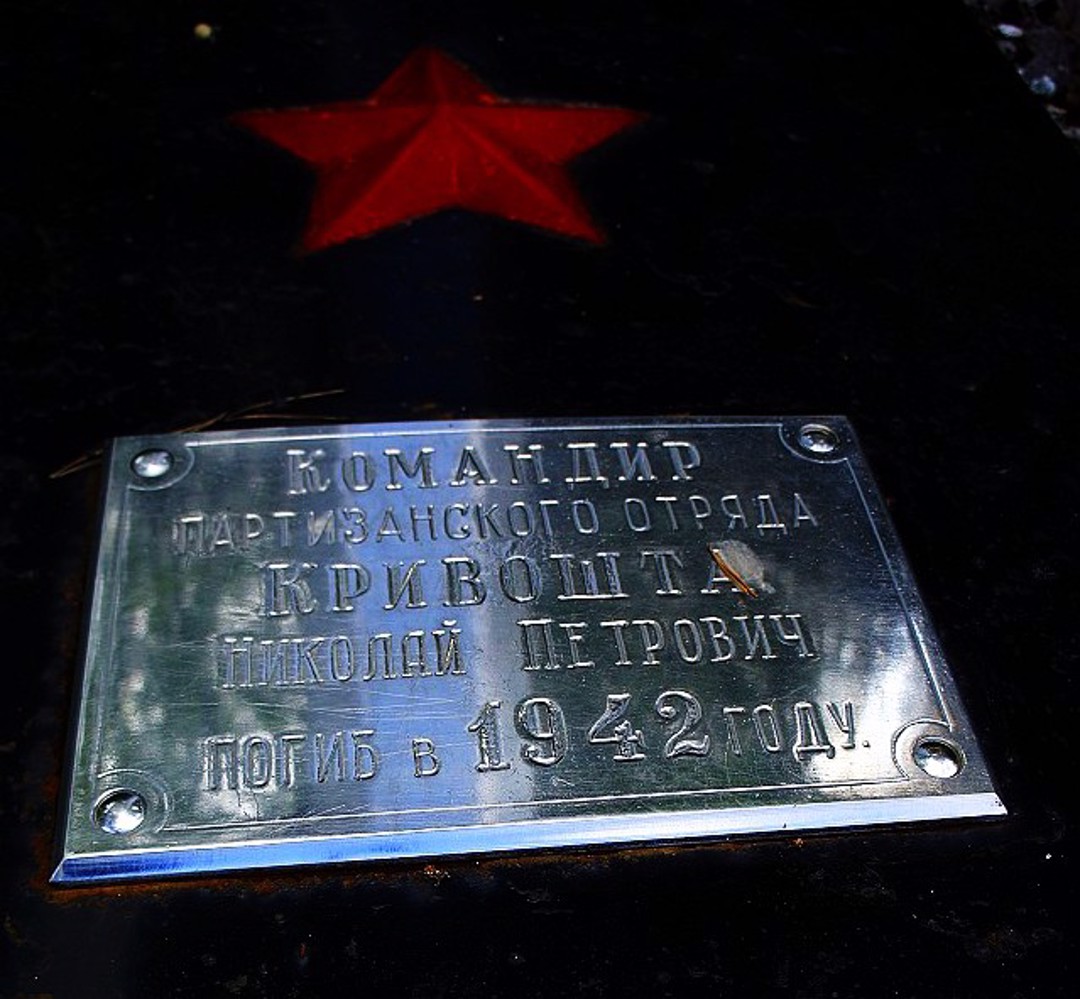 КОМАНДИР
ПАРТИЗАНСКОГО ОТРЯДА
КРИВОШТА
НИКОЛАЙ ПЕТРОВИЧ
ПОГИБ В 1942 ГОДУ.